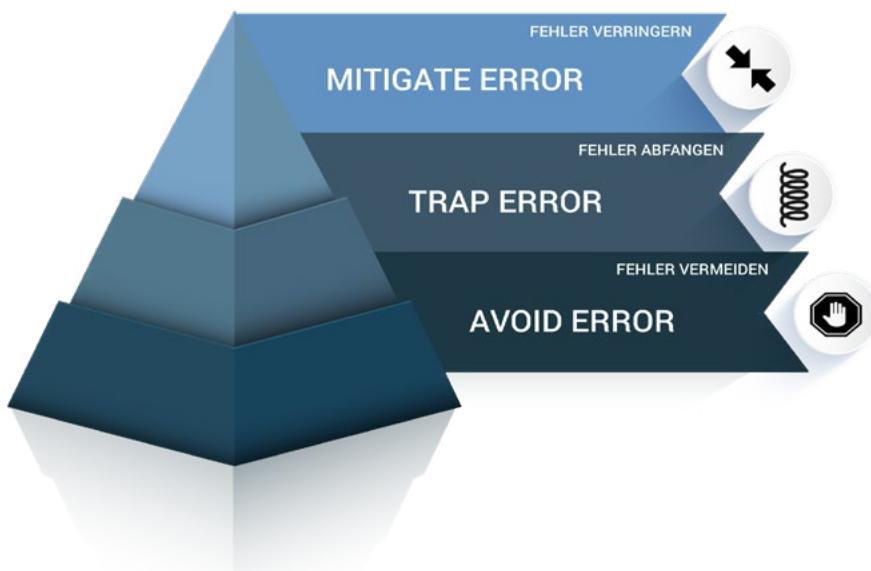 FEHLER VERRINGERN
MITIGATE ERROR
FEHLER ABFANGEN
TRAP ERROR
FEHLER VERMEIDEN
AVOID ERROR